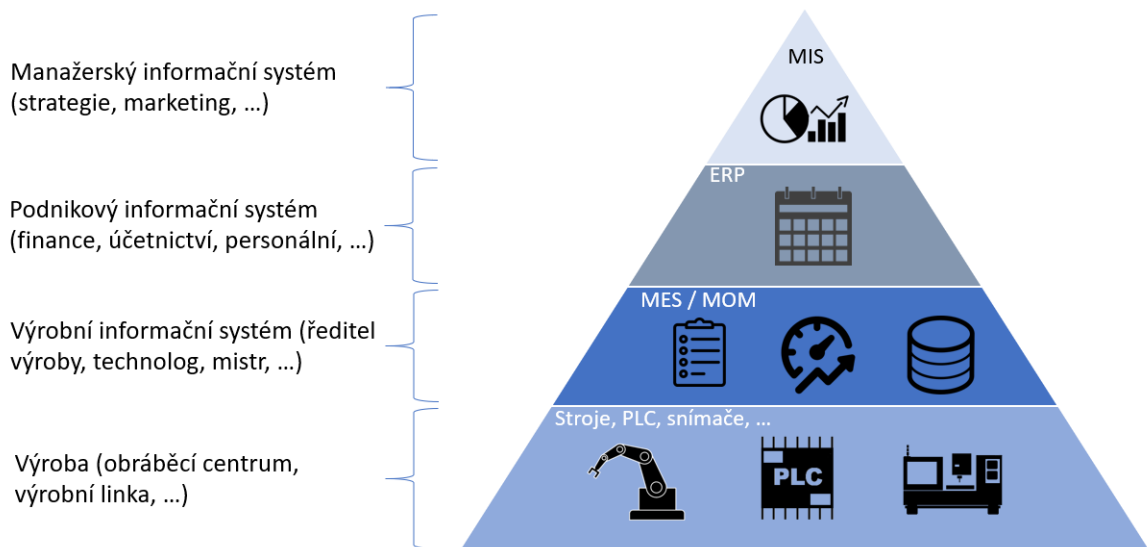 Manažerský informační systém
(strategie, marketing, …)
MIS
Podnikový informační systém
(finance, účetnictví, personální, …)
ERP
Výrobní informační systém (ředitel
výroby, technolog, mistr, …)
MES / MOM
Výroba (obráběcí centrum,
výrobní linka, …)
Stroje, PLC, snímače, …
PLC